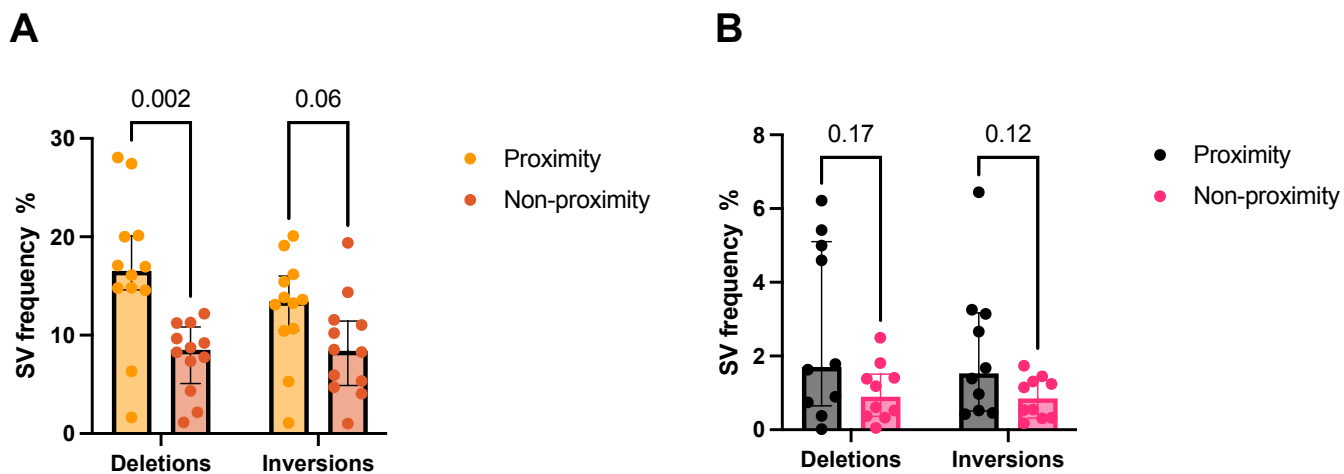 A
0.002
0.06
30
20
10
0
SV frequency %
Deletions
Inversions
Proximity
Non-proximity
B
0.17
0.12
8
6
4
2
0
SV frequency %
Deletions
Inversions
Proximity
Non-proximity